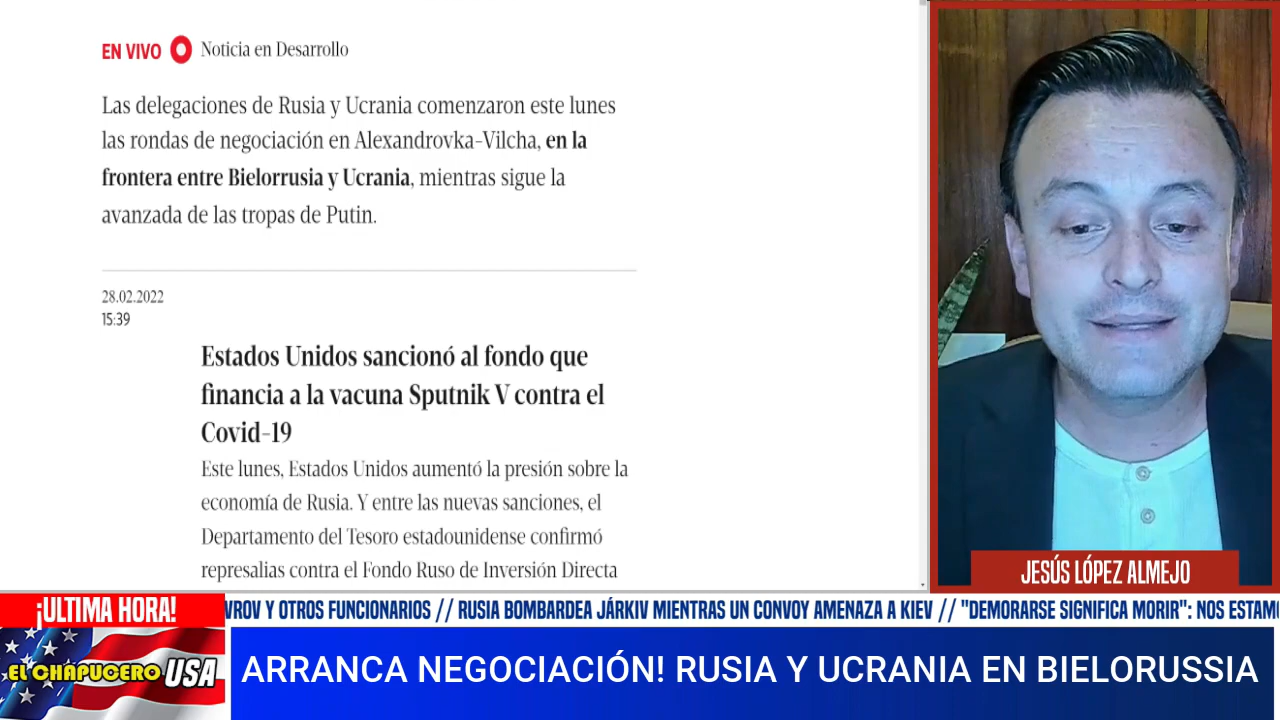 EN VIVO Noticia en Desarrollo
Las delegaciones de Rusia y Ucrania comenzaron este lunes
las rondas de negociación en Alexandrovka-Vilcha, en la
frontera entre Bielorrusia y Ucrania, mientras sigue la
avanzada de las tropas de Putin.
28.02.2022
15:39
Estados Unidos sancionó al fondo que
financia a la vacuna Sputnik V contra el
Covid-19
Este lunes, Estados Unidos aumentó la presión sobre la
economía de Rusia. Y entre las nuevas sanciones, el
Departamento del Tesoro estadounidense confirmó
represalias contra el Fondo Ruso de Inversión Directa
JESÚS LÓPEZ ALMEJO
¡ULTIMA HORA!
VROV Y OTROS FUNCIONARIOS // RUSIA BOMBARDEA JÁRKIV MIENTRAS UN CONVOY AMENAZA A KIEV // "DEMORARSE SIGNIFICA MORIR": NOS ESTAM
EL CHAPUCERO USA
ARRANCA NEGOCIACIÓN! RUSIA Y UCRANIA EN BIELORUSSIA